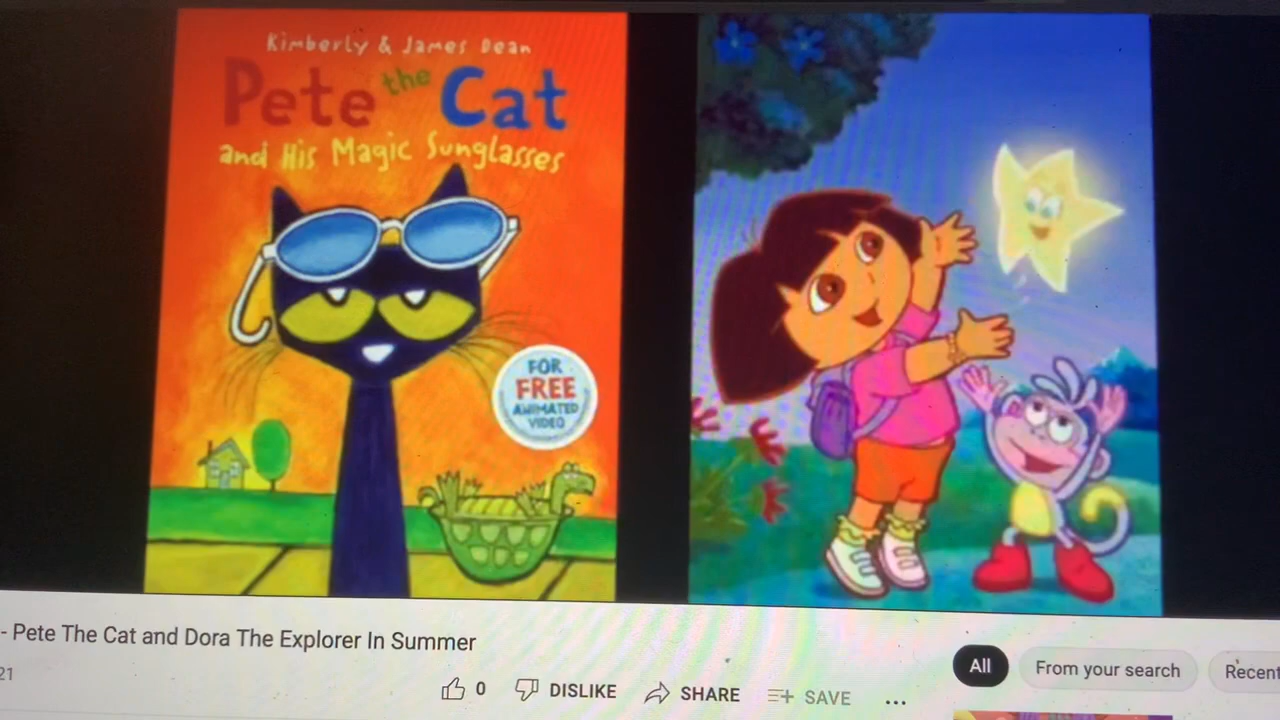 Kimberly & James Dean
Pete the Cat
and His Magic Sunglasses
FOR
FREE
ANIMATED
VIDEO
- Pete The Cat and Dora The Explorer In Summer
21
0
DISLIKE
SHARE
SAVE
...
All
From your search
Recent